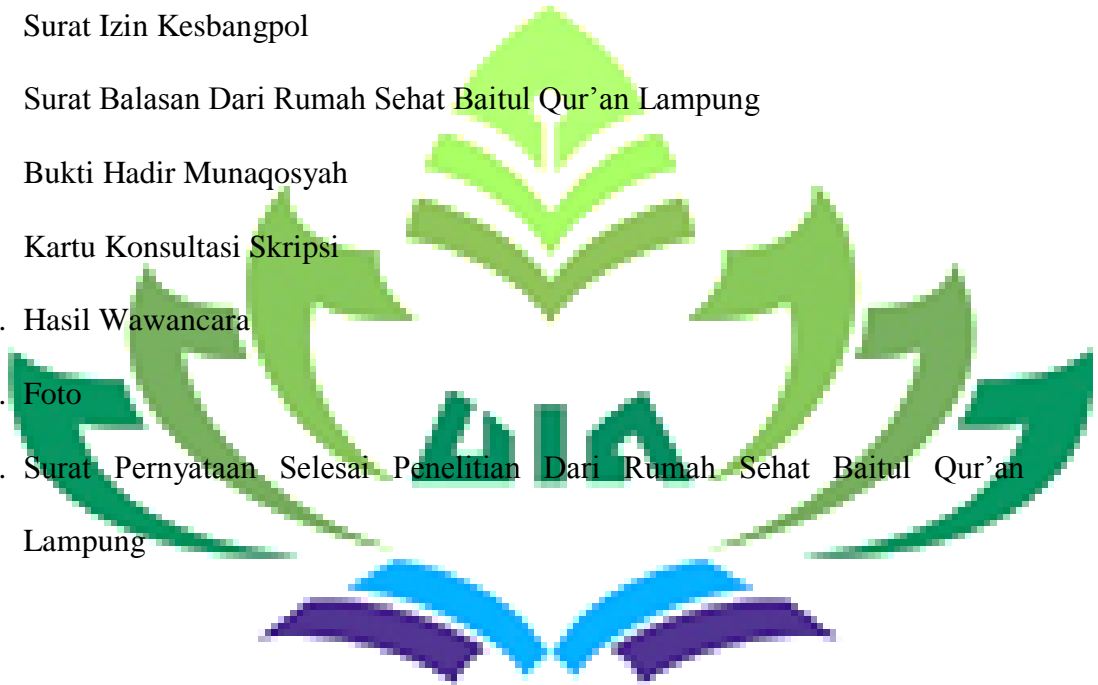 Surat Izin Kesbangpol
Surat Balasan Dari Rumah Sehat Baitul Qur’an Lampung
Bukti Hadir Munaqosyah
Kartu Konsultasi Skripsi
. Hasil Wawancara
. Foto
. Surat Pernyataan Selesai Penelitian Dari Rumah Sehat Baitul Qur’an
Lampung